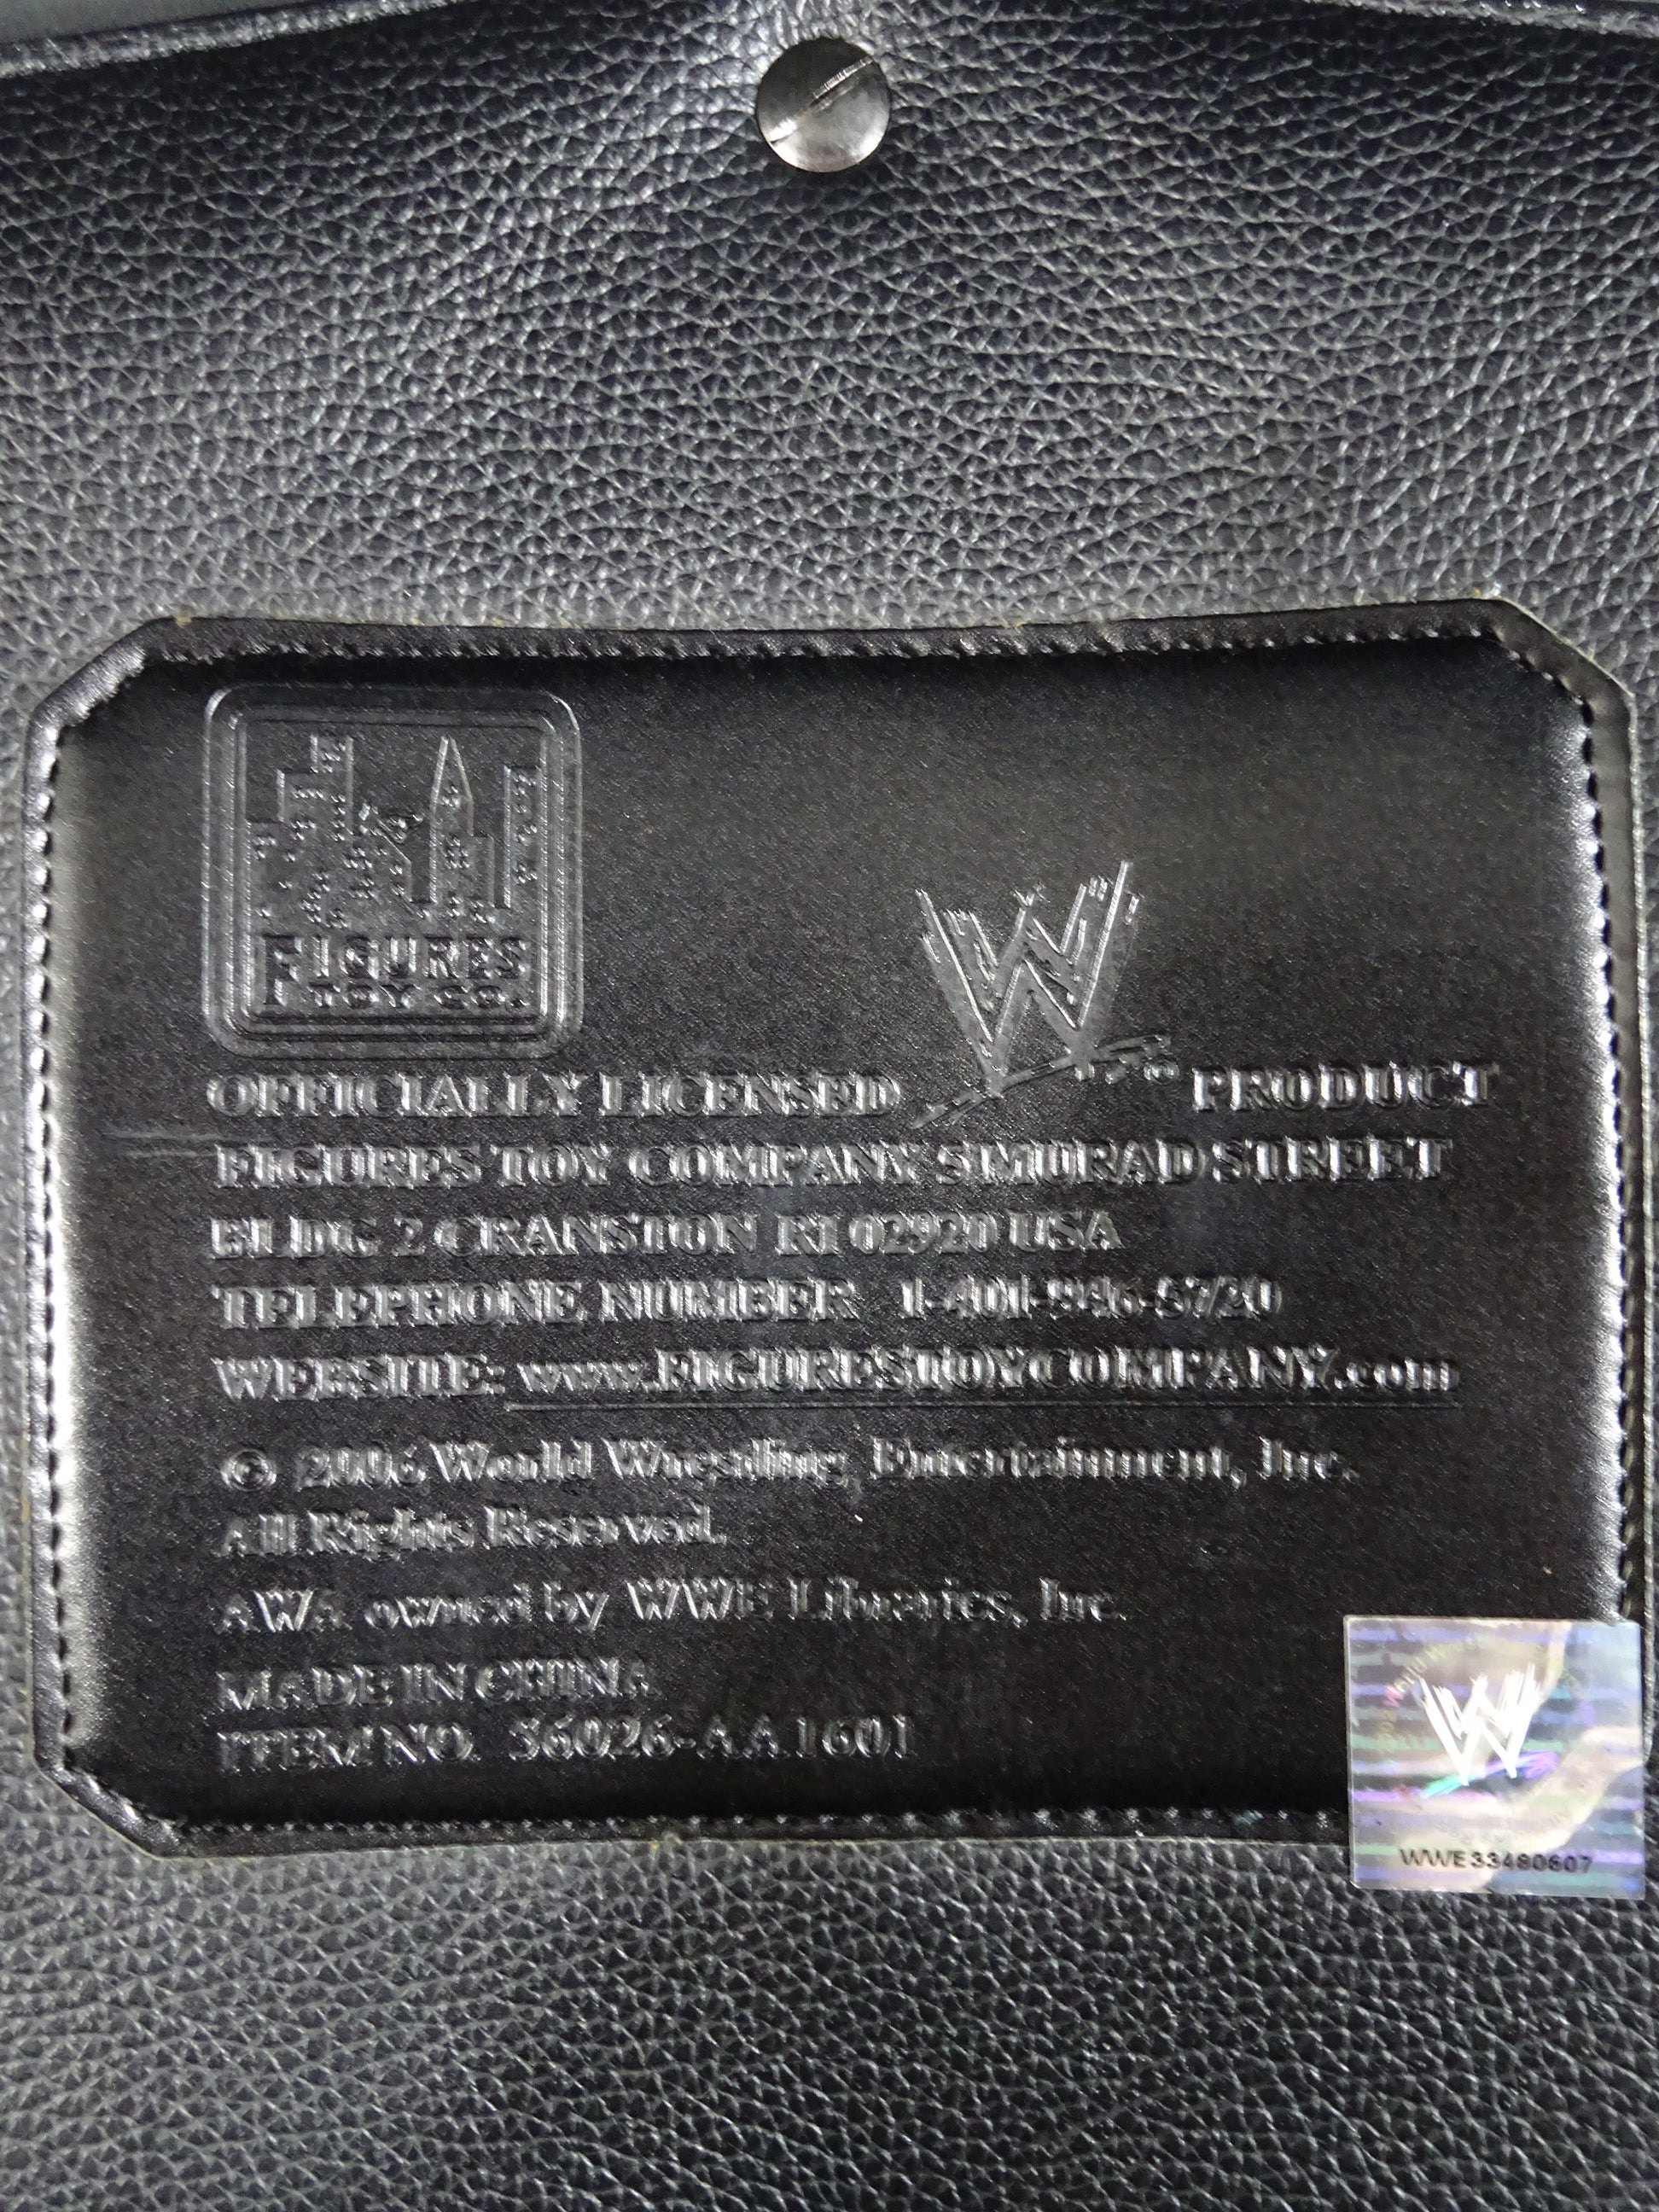 FIGURES
TOY CO.
W
OFFICIALLY LICENSED PRODUCT
FIGURES TOY COMPANY 5 MURAD STREET
BLDG 2 CRANSTON RI 02920 USA
TELEPHONE NUMBER 1-401-946-5720
WEBSITE: www.FIGURESTOYCOMPANY.com
© 2006 World Wrestling Entertainment, Inc.
All Rights Reserved.
AWA owned by WWE Libraries, Inc.
MADE IN CHINA
ITEM NO. 36026-AA1601
W
WWE33480607